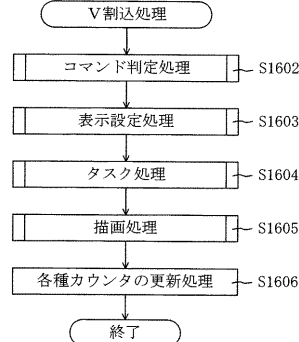 V割込処理
コマンド判定処理 S1602
表示設定処理 S1603
タスク処理 S1604
描画処理 S1605
各種カウンタの更新処理 S1606
終了